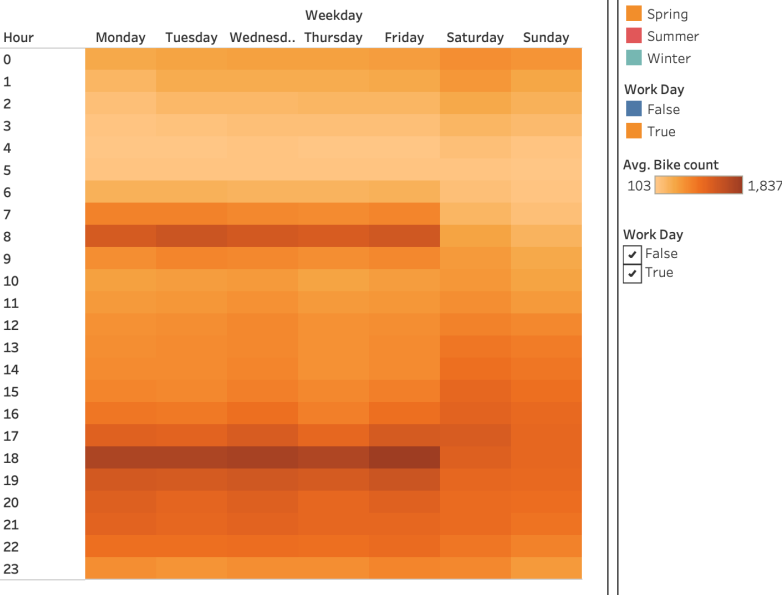 Weekday
Hour Monday Tuesday Wednesd.. Thursday Friday Saturday Sunday
0
1
2
3
4
5
6
7
8
9
10
11
12
13
14
15
16
17
18
19
20
21
22
23
Spring
Summer
Winter
Work Day
False
True
Avg. Bike count
103 1,837
Work Day
False
True